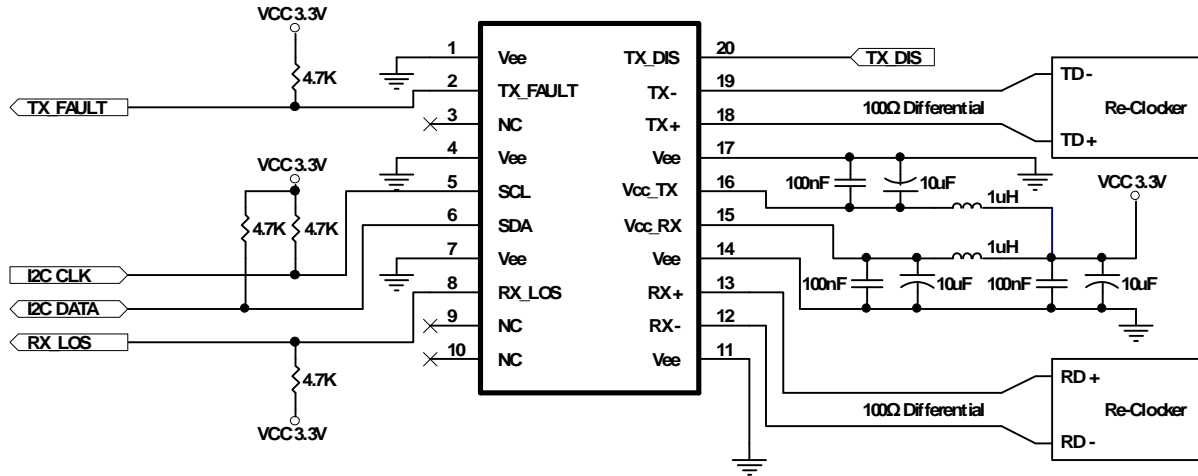 VCC 3.3V
4.7K
TX_FAULT
VCC 3.3V
4.7K
4.7K
I2C CLK
I2C DATA
RX_LOS
4.7K
VCC 3.3V
1
2
3
4
5
6
7
8
9
10
Vee
TX_FAULT
NC
Vee
SCL
SDA
Vee
RX_LOS
NC
NC
TX_DIS
TX-
TX+
Vee
Vcc_TX
Vcc_RX
Vee
RX+
RX-
Vee
20
19
18
17
16
15
14
13
12
11
TX_DIS
100Ω Differential
TD -
TD +
Re-Clocker
100nF
10uF
1uH
VCC 3.3V
1uH
100nF
10uF
100nF
10uF
100Ω Differential
RD +
RD -
Re-Clocker